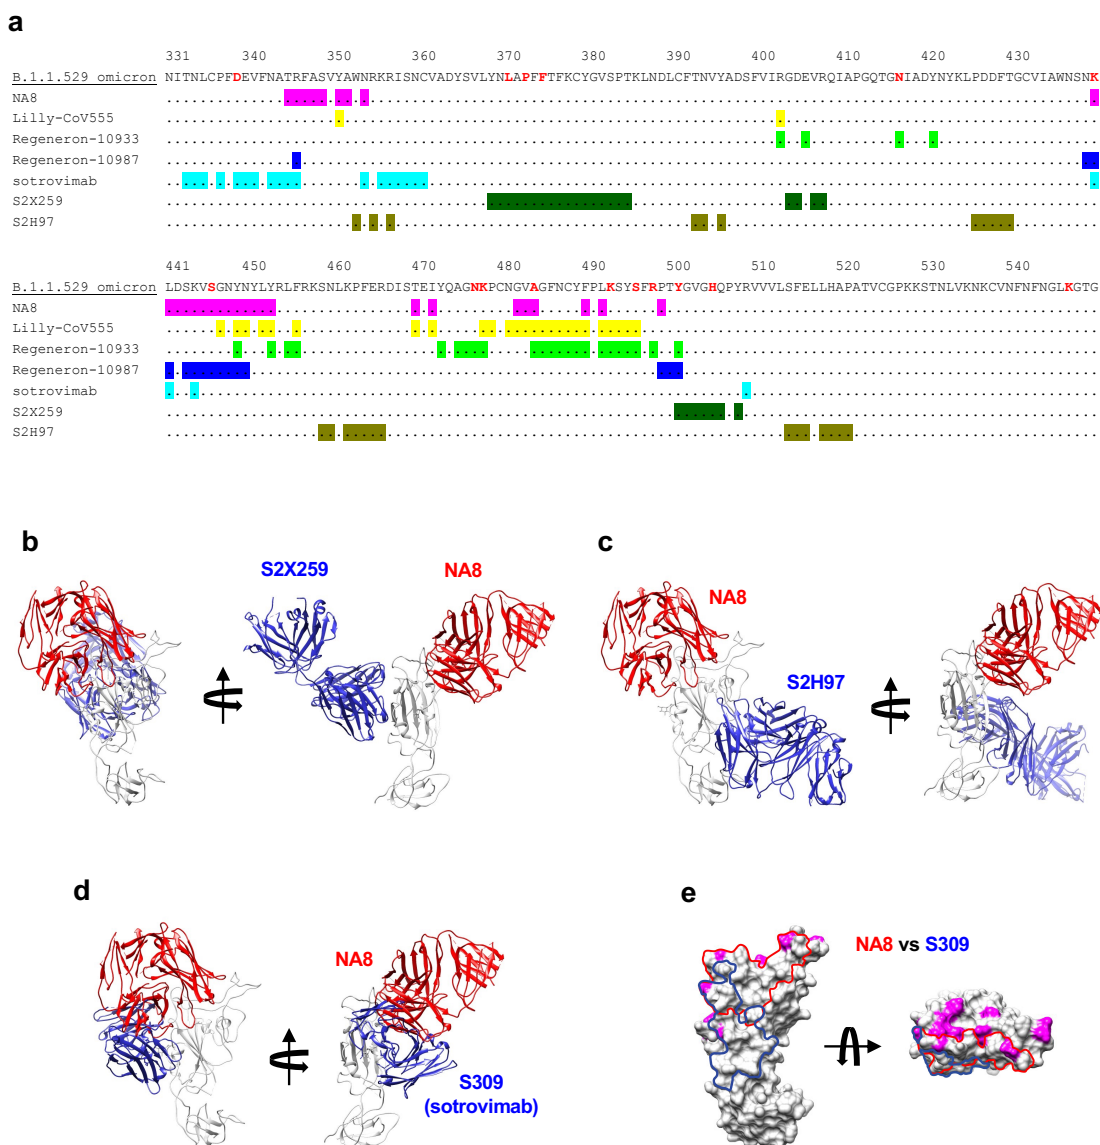 a
331 340 350 360 370 380 390 400 410 420 430
B.1.1.529 omicron NITNLCPFDEVFNATRFASVYAWNRKRISNCVADYSVLYNLAPFFTFKCYGVSPTKLNDLCFTNVYADSFVIRGDEVRQIAPGQTGNIADYNYKLPDDFTGCVIAWNSNK
NA8
Lilly-CoV555
Regeneron-10933
Regeneron-10987
sotrovimab
S2X259
S2H97
441 450 460 470 480 490 500 510 520 530 540
B.1.1.529 omicron LDSKVSGNYNYLYRLFRKSNLKPFERDISTEIYQAGNKPCNGVAGFNCYFPLKSYSFRPTYGVGHQPYRVVVLSFELLHAPATVCGPKKSTNLVKNKCVNFNFNGLKGTG
NA8
Lilly-CoV555
Regeneron-10933
Regeneron-10987
sotrovimab
S2X259
S2H97
b
S2X259
NA8
c
NA8
S2H97
d
NA8
S309
(sotrovimab)
e
NA8 vs S309